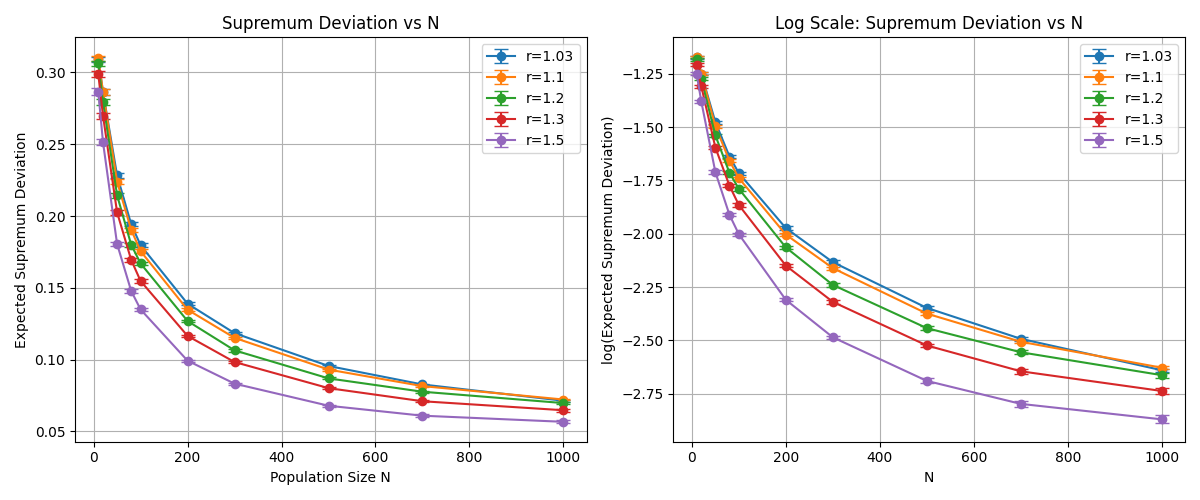 Supremum Deviation vs N
Expected Supremum Deviation
0.30
0.25
0.20
0.15
0.10
0.05
0
200
400
600
800
1000
Population Size N
r=1.03
r=1.1
r=1.2
r=1.3
r=1.5
Log Scale: Supremum Deviation vs N
log(Expected Supremum Deviation)
−1.25
−1.50
−1.75
−2.00
−2.25
−2.50
−2.75
0
200
400
600
800
1000
N
r=1.03
r=1.1
r=1.2
r=1.3
r=1.5